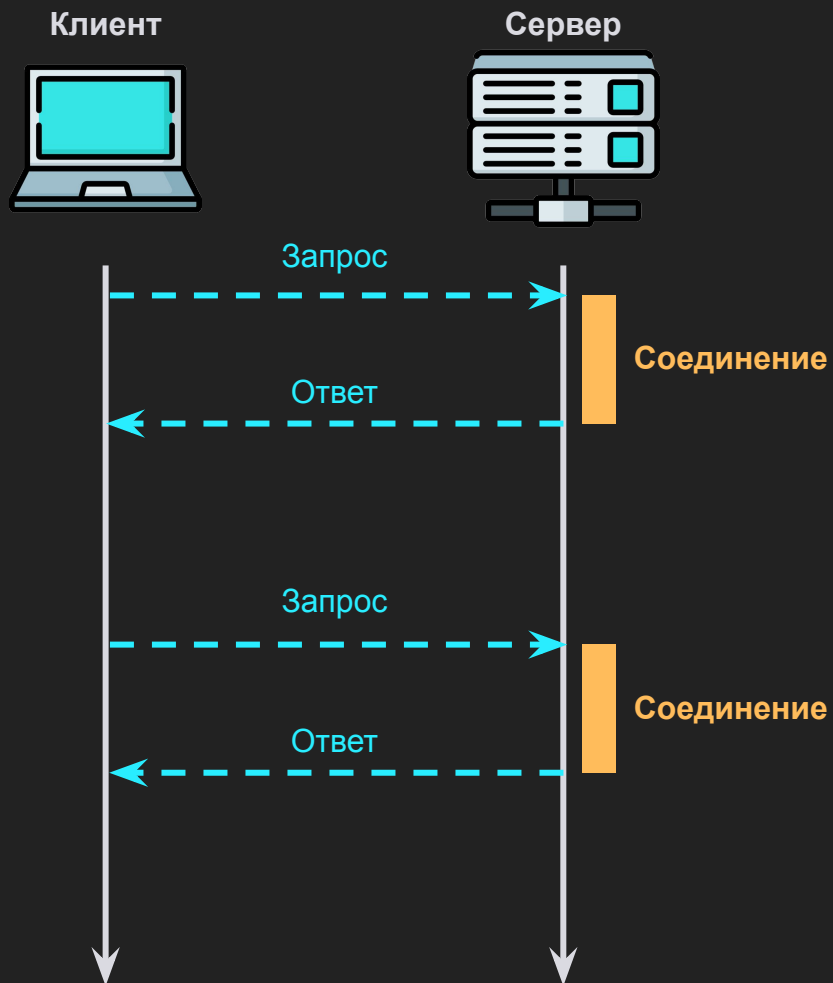 Клиент
Сервер
Запрос
Соединение
Ответ
Запрос
Соединение
Ответ